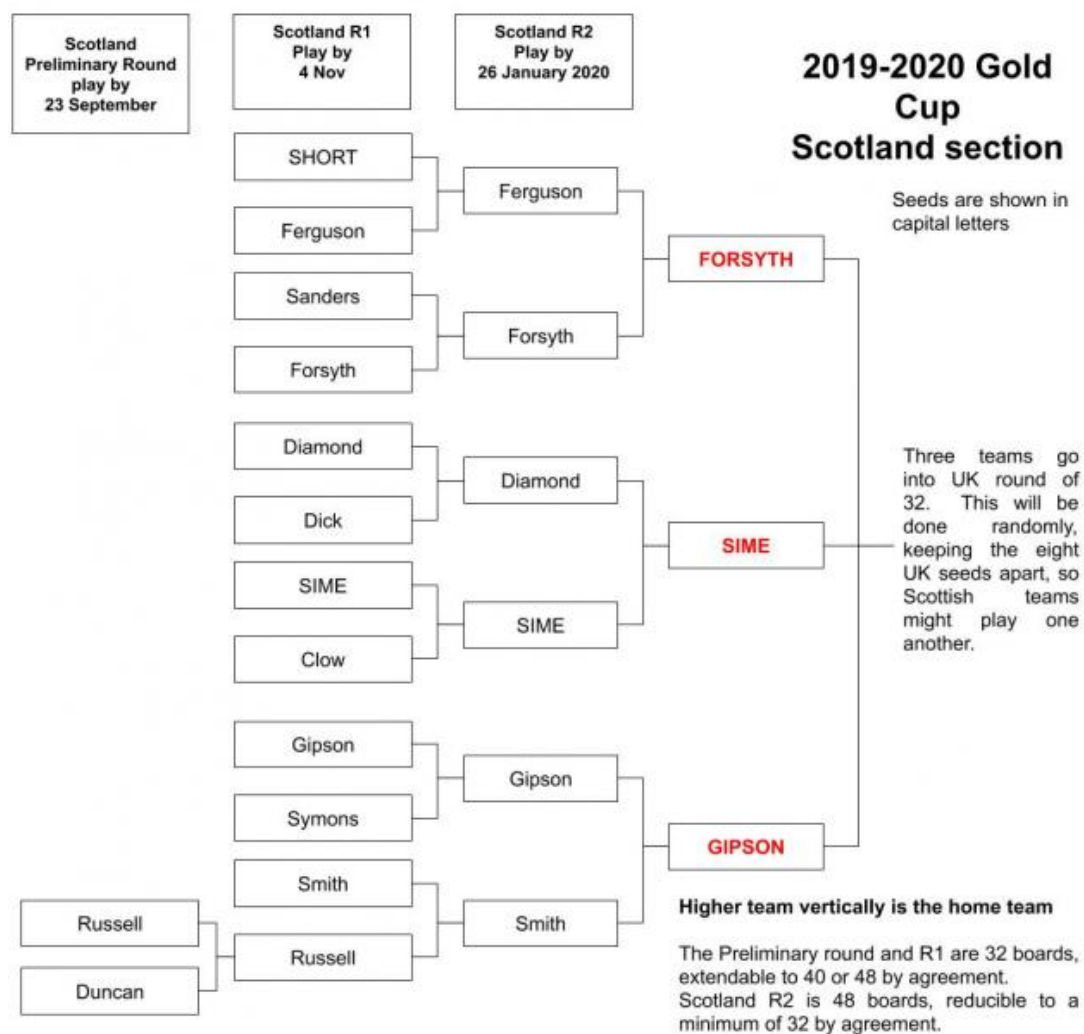 Scotland
Preliminary Round
play by
23 September
Scotland R1
Play by
4 Nov
Scotland R2
Play by
26 January 2020
2019-2020 Gold
Cup
Scotland section
Seeds are shown in
capital letters
SHORT
Ferguson
Ferguson
FORSYTH
Sanders
Forsyth
Forsyth
Diamond
Diamond
Dick
SIME
SIME
SIME
Clow
Three teams go
into UK round of
32. This will be
done randomly,
keeping the eight
UK seeds apart, so
Scottish teams
might play one
another.
Gipson
Gipson
Symons
GIPSON
Smith
Smith
Russell
Russell
Duncan
Higher team vertically is the home team
The Preliminary round and R1 are 32 boards,
extendable to 40 or 48 by agreement.
Scotland R2 is 48 boards, reducible to a
minimum of 32 by agreement.